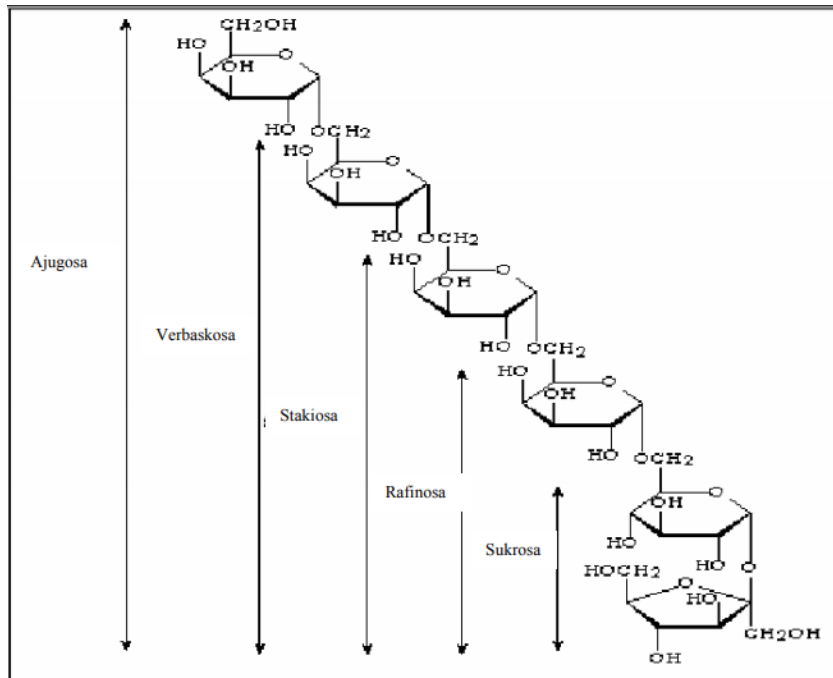 CH2OH
HO
O
OH
HO
OCH2
HO
O
OH
HO
OCH2
Ajugosa
HO
O
OH
Verbaskosa
HO
OCH2
HO
O
OH
Stakiosa
HO
OCH2
Rafinosa
O
OH
Sukrosa
HO
HO
O
HOCH2
O
HO
CH2OH
OH